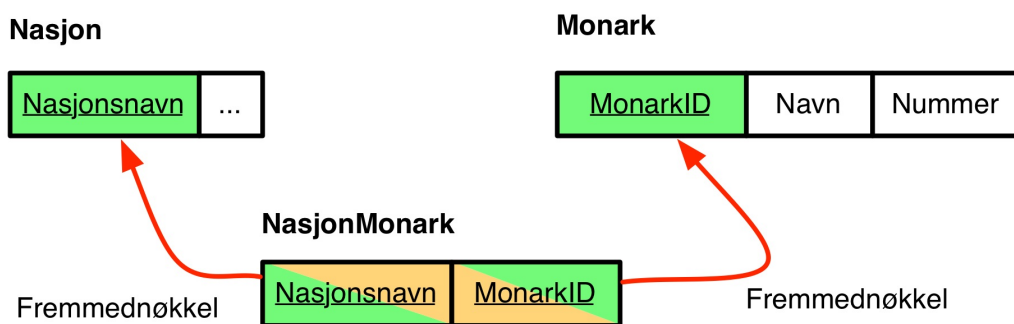 Nasjon
Monark
Nasjonsnavn ...
MonarkID Navn Nummer
NasjonMonark
Nasjonsnavn MonarkID
Fremmednøkkel
Fremmednøkkel